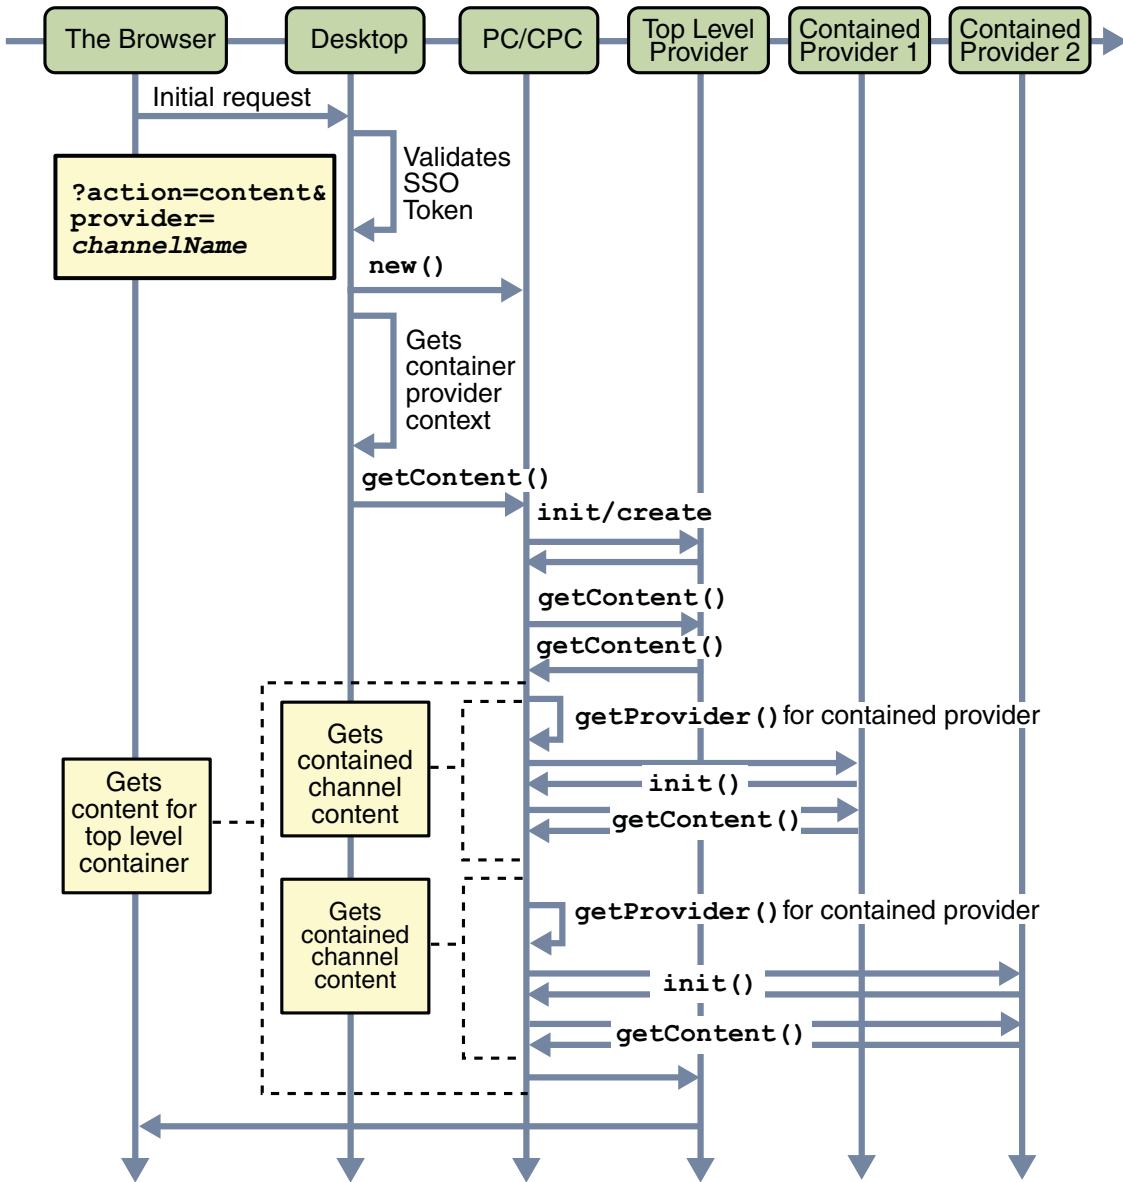 The Browser
Desktop
PC/CPC
Top Level
Provider
Contained
Provider 1
Contained
Provider 2
Initial request
?action=content&
provider=
channelName
Validates
SSO
Token
new()
Gets
container
provider
context
getContent()
init/create
getContent()
getContent()
Gets
contained
channel
content
getProvider()for contained provider
Gets
content for
top level
container
init()
getContent()
Gets
contained
channel
content
getProvider()for contained provider
init()
getContent()